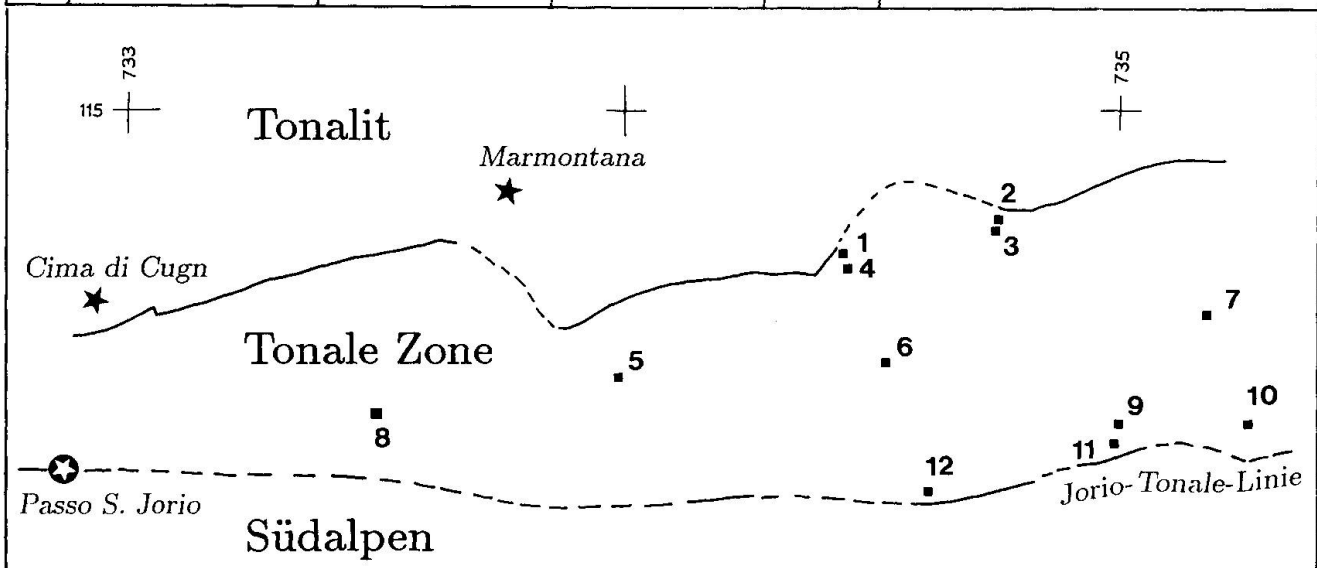 733
735
115
Tonalit
Marmontana
2
1
3
Cima di Cugn
4
7
Tonale Zone
6
5
10
9
8
11
12
Jorio-Tonale-Linie
Passo S. Jorio
Südalpen